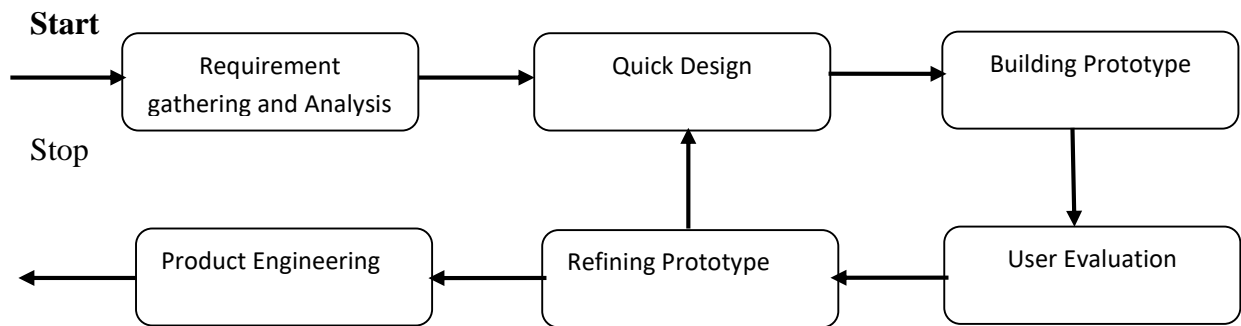 Start
Requirement
gathering and Analysis
Quick Design
Building Prototype
Stop
Product Engineering
Refining Prototype
User Evaluation